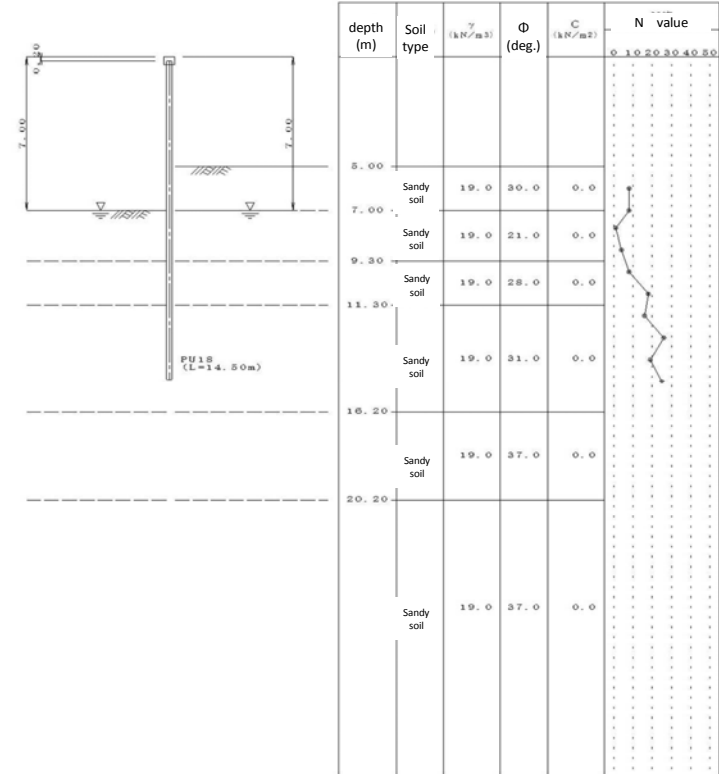 depth (m)
Soil type
γ (kN/m3)
Φ (deg.)
C (kN/m2)
N value
0 10 20 30 40 50
7.00
7.00
5.00
Sandy soil 19.0 30.0 0.0
7.00
Sandy soil 19.0 21.0 0.0
9.30
Sandy soil 19.0 28.0 0.0
11.30
Sandy soil 19.0 31.0 0.0
PU18
(L=14.50m)
16.20
Sandy soil 19.0 37.0 0.0
20.20
Sandy soil 19.0 37.0 0.0